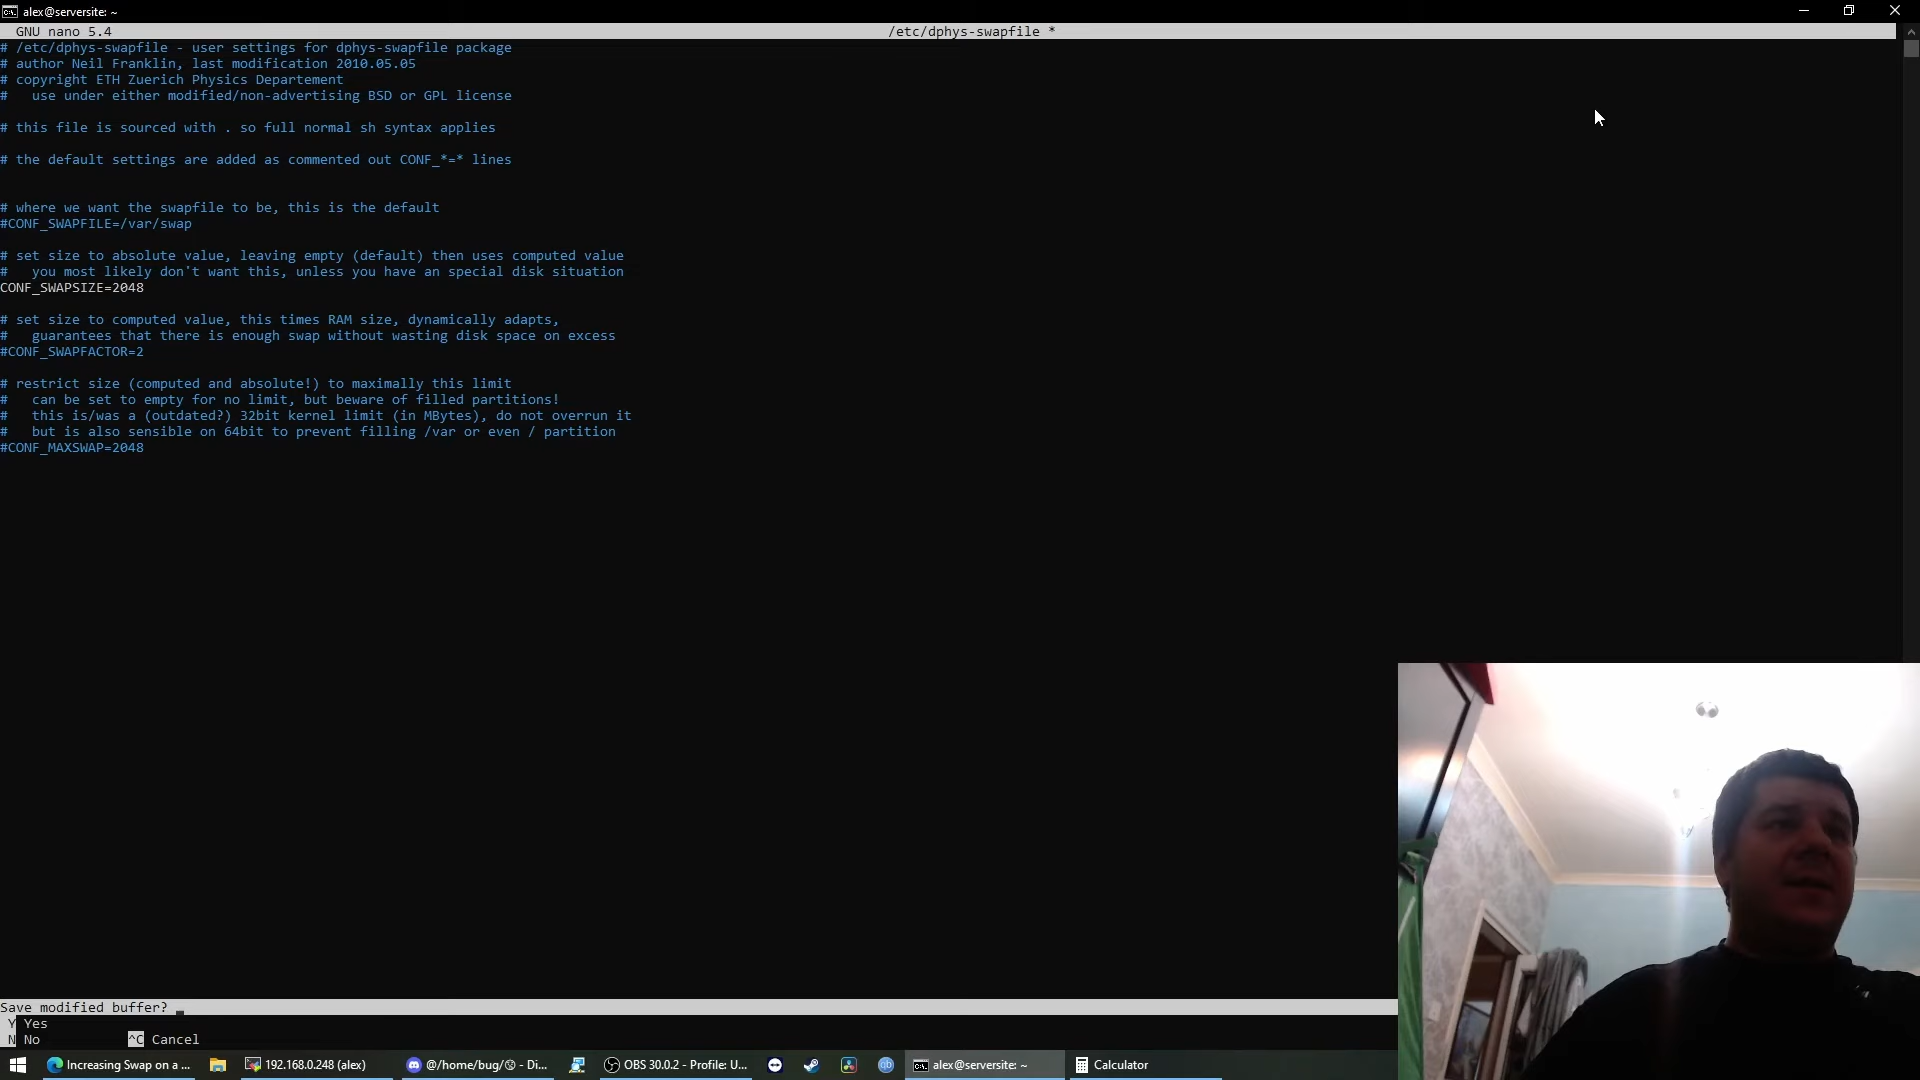 alex@serversite: ~
GNU nano 5.4
/etc/dphys-swapfile *
# /etc/dphys-swapfile - user settings for dphys-swapfile package
# author Neil Franklin, last modification 2010.05.05
# copyright ETH Zuerich Physics Departement
#   use under either modified/non-advertising BSD or GPL license
# this file is sourced with . so full normal sh syntax applies
# the default settings are added as commented out CONF_*=* lines
# where we want the swapfile to be, this is the default
#CONF_SWAPFILE=/var/swap
# set size to absolute value, leaving empty (default) then uses computed value
#   you most likely don't want this, unless you have an special disk situation
CONF_SWAPSIZE=2048
# set size to computed value, this times RAM size, dynamically adapts,
#   guarantees that there is enough swap without wasting disk space on excess
#CONF_SWAPFACTOR=2
# restrict size (computed and absolute!) to maximally this limit
#   can be set to empty for no limit, but beware of filled partitions!
#   this is/was a (outdated?) 32bit kernel limit (in MBytes), do not overrun it
#   but is also sensible on 64bit to prevent filling /var or even / partition
#CONF_MAXSWAP=2048
Save modified buffer?
Y Yes
N No ^C Cancel
Increasing Swap on a ... 192.168.0.248 (alex) @/home/bug/ - Di... OBS 30.0.2 - Profile: U... qb alex@serversite: ~ Calculator